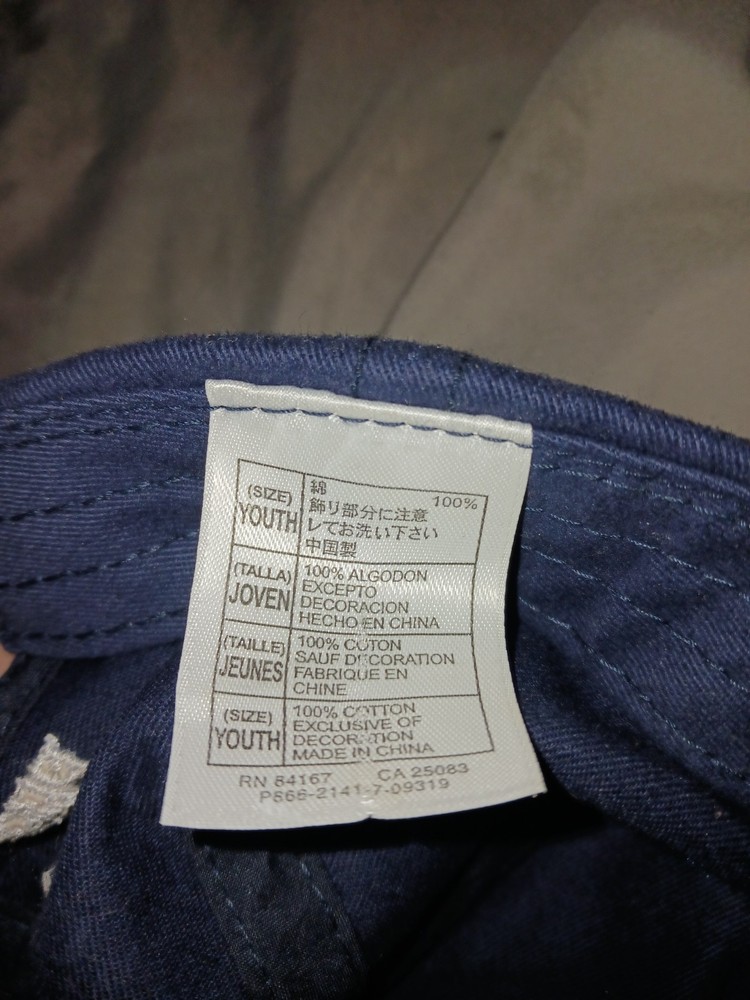 (SIZE)
YOUTH
綿 100%
飾リ部分に注意
レてお洗い下さい
中国製
(TALLA)
JOVEN
100% ALGODON
EXCEPTO
DECORACION
HECHO EN CHINA
(TAILLE)
JEUNES
100% COTON
SAUF DECORATION
FABRIQUE EN
CHINE
(SIZE)
YOUTH
100% COTTON
EXCLUSIVE OF
DECORATION
MADE IN CHINA
RN 84167 CA 25083
P866-2141-7-09319